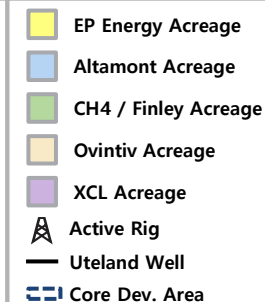 EP Energy Acreage
Altamont Acreage
CH4 / Finley Acreage
Ovintiv Acreage
XCL Acreage
Active Rig
Uteland Well
Core Dev. Area